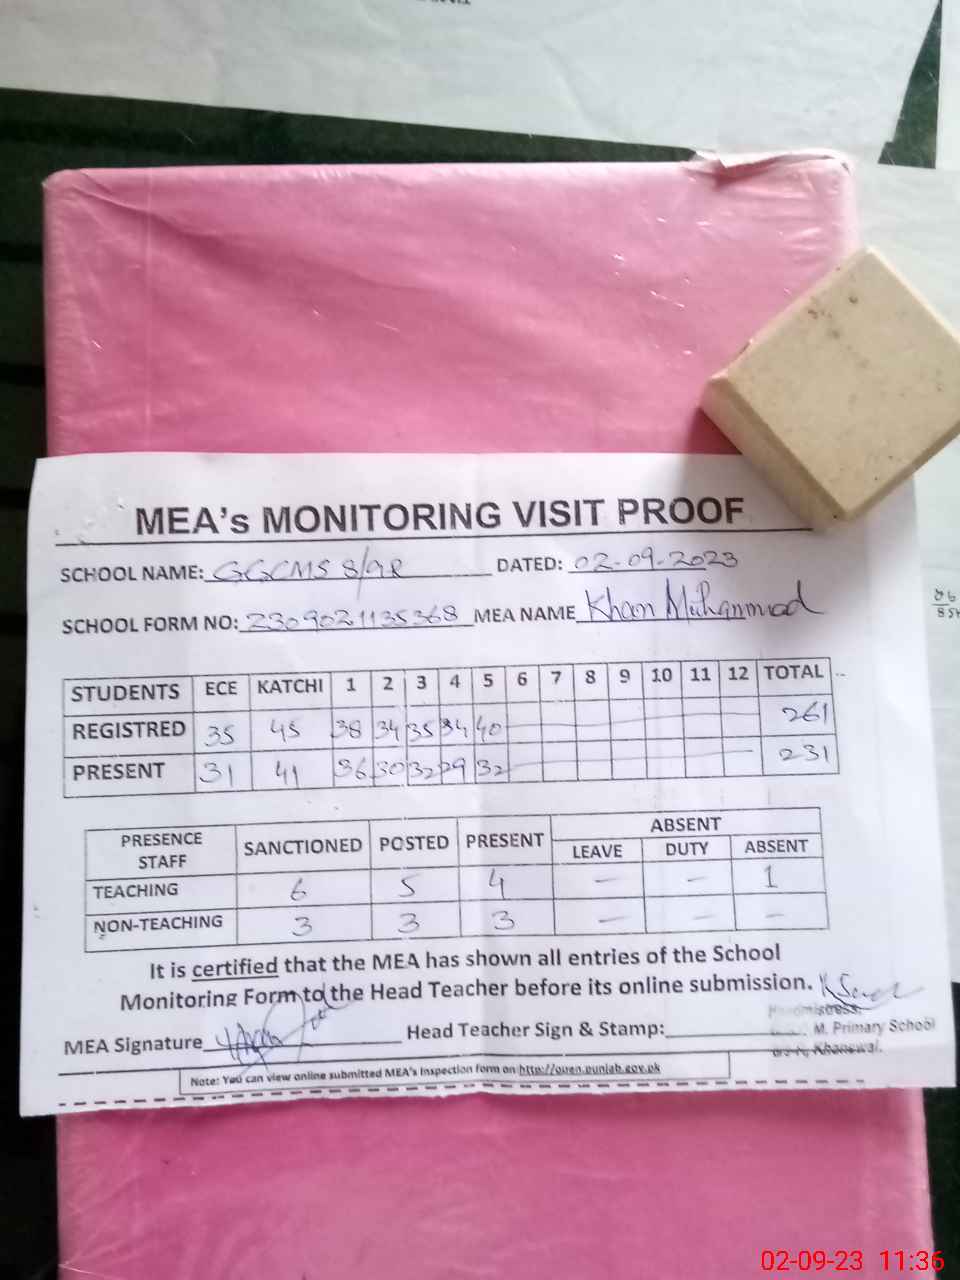 MEA's MONITORING VISIT PROOF
SCHOOL NAME: GGCMS 8/9R DATED: 02-09-2023
SCHOOL FORM NO: 2309021135368 MEA NAME Khan Muhammad
STUDENTS ECE KATCHI 1 2 3 4 5 6 7 8 9 10 11 12 TOTAL
REGISTRED 35 45 38 34 35 34 40 261
PRESENT 31 41 36 30 32 29 32 231
PRESENCE STAFF SANCTIONED POSTED PRESENT ABSENT
LEAVE DUTY ABSENT
TEACHING 6 5 4 – – 1
NON-TEACHING 3 3 3 – – –
It is certified that the MEA has shown all entries of the School
Monitoring Form to the Head Teacher before its online submission.
MEA Signature Head Teacher Sign & Stamp:
M. Primary School
Khanewal.
Note: You can view online submitted MEA's Inspection form on http://open.punjab.gov.pk
02-09-23 11:36